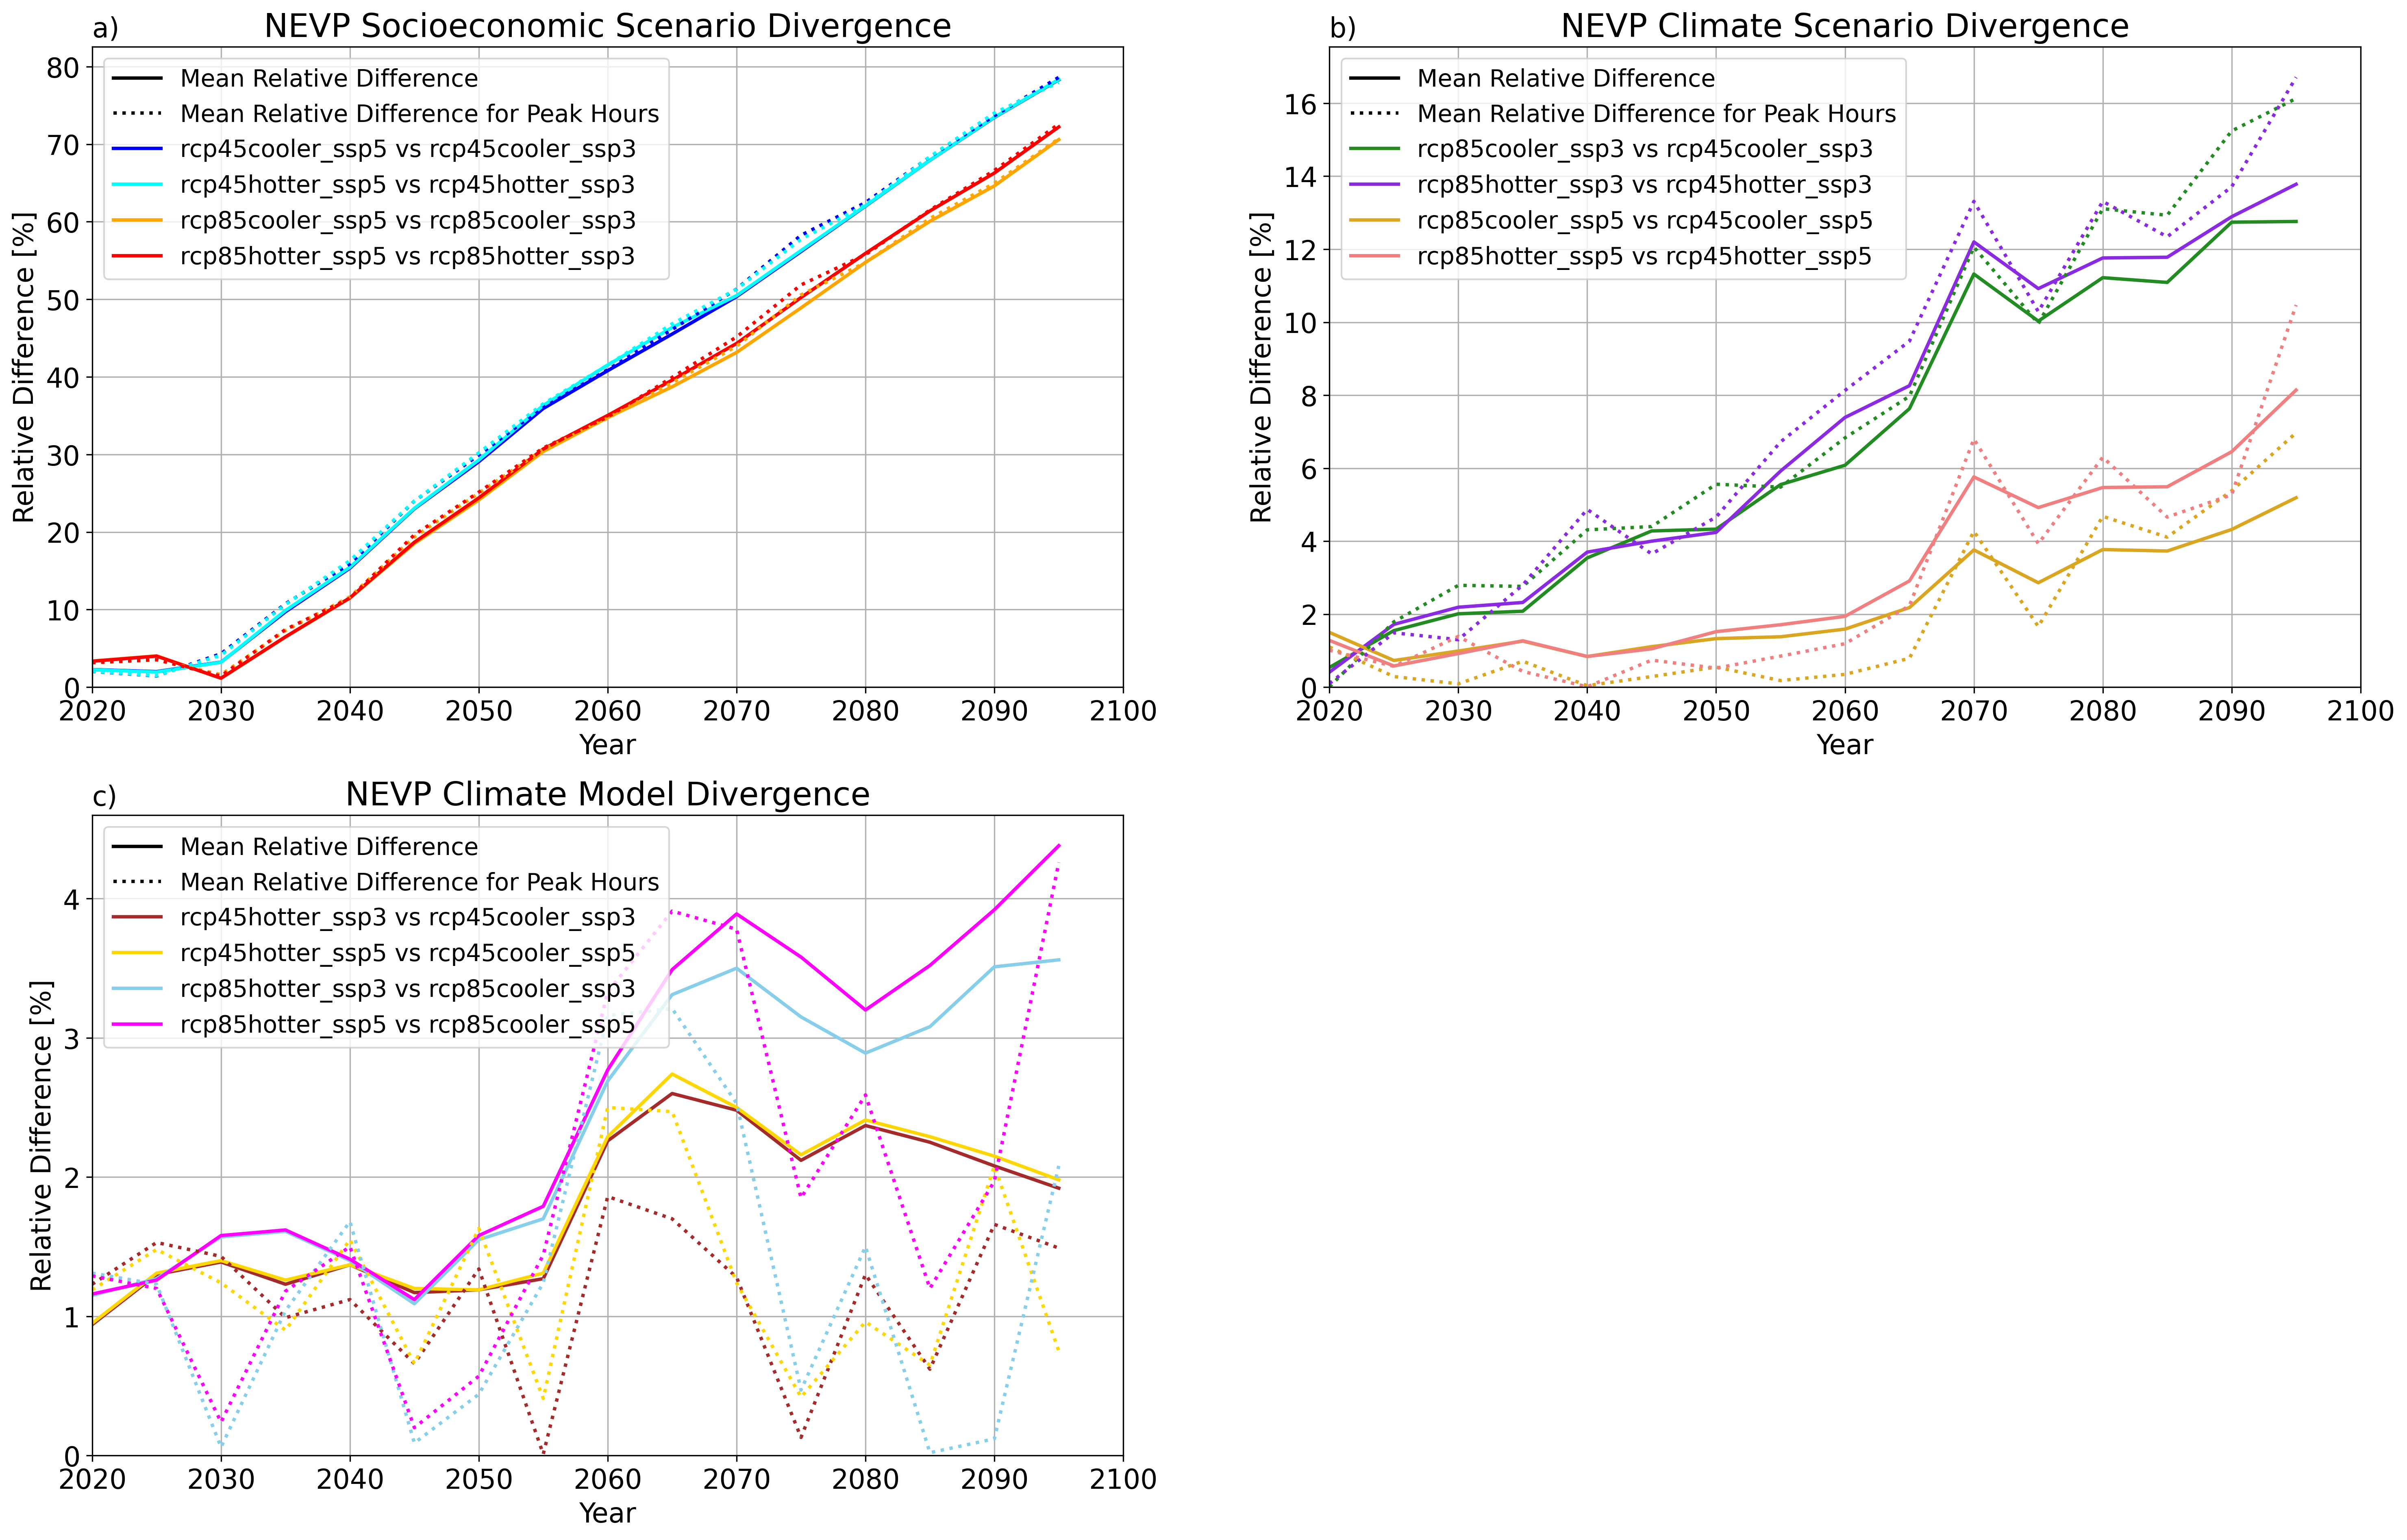 a)
NEVP Socioeconomic Scenario Divergence
Mean Relative Difference
Mean Relative Difference for Peak Hours
rcp45cooler_ssp5 vs rcp45cooler_ssp3
rcp45hotter_ssp5 vs rcp45hotter_ssp3
rcp85cooler_ssp5 vs rcp85cooler_ssp3
rcp85hotter_ssp5 vs rcp85hotter_ssp3
Relative Difference [%]
80
70
60
50
40
30
20
10
0
2020 2030 2040 2050 2060 2070 2080 2090 2100
Year
b)
NEVP Climate Scenario Divergence
Mean Relative Difference
Mean Relative Difference for Peak Hours
rcp85cooler_ssp3 vs rcp45cooler_ssp3
rcp85hotter_ssp3 vs rcp45hotter_ssp3
rcp85cooler_ssp5 vs rcp45cooler_ssp5
rcp85hotter_ssp5 vs rcp45hotter_ssp5
Relative Difference [%]
16
14
12
10
8
6
4
2
0
2020 2030 2040 2050 2060 2070 2080 2090 2100
Year
c)
NEVP Climate Model Divergence
Mean Relative Difference
Mean Relative Difference for Peak Hours
rcp45hotter_ssp3 vs rcp45cooler_ssp3
rcp45hotter_ssp5 vs rcp45cooler_ssp5
rcp85hotter_ssp3 vs rcp85cooler_ssp3
rcp85hotter_ssp5 vs rcp85cooler_ssp5
Relative Difference [%]
4
3
2
1
0
2020 2030 2040 2050 2060 2070 2080 2090 2100
Year